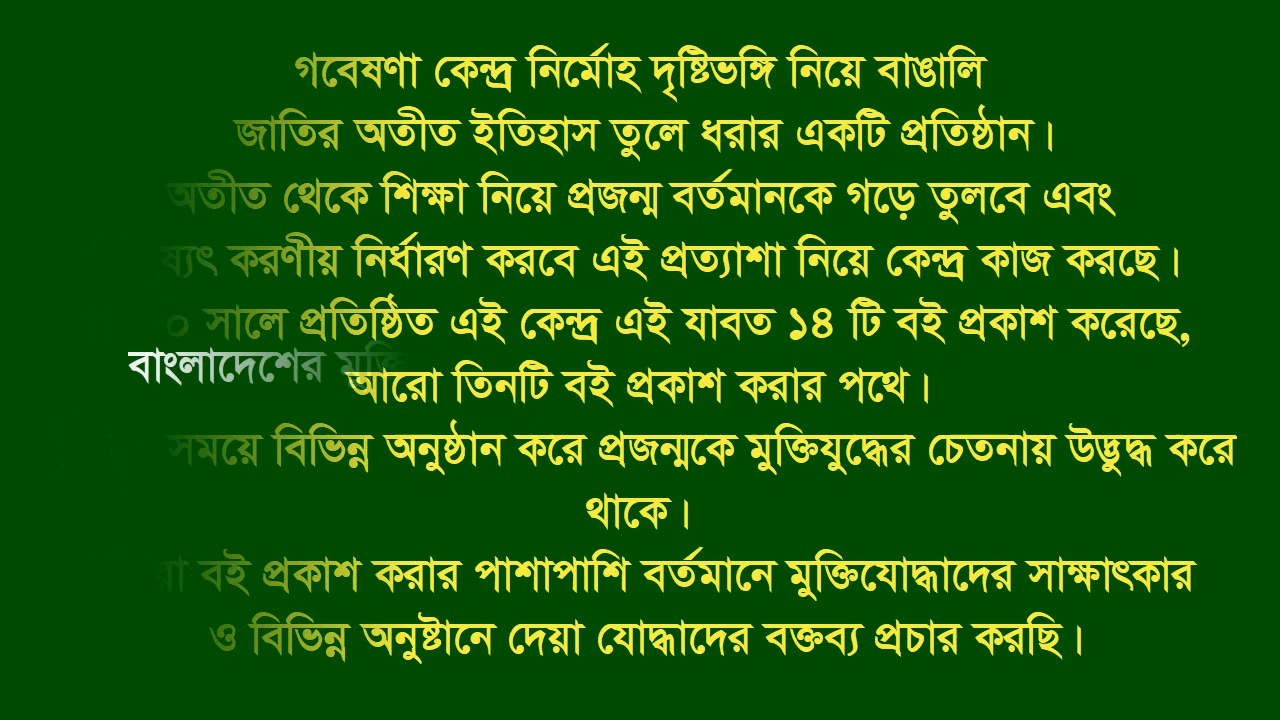 গবেষণা কেন্দ্র নির্মোহ দৃষ্টিভঙ্গি নিয়ে বাঙালি
জাতির অতীত ইতিহাস তুলে ধরার একটি প্রতিষ্ঠান।
অতীত থেকে শিক্ষা নিয়ে প্রজন্ম বর্তমানকে গড়ে তুলবে এবং
করণীয় নির্ধারণ করবে এই প্রত্যাশা নিয়ে কেন্দ্র কাজ করছে।
সালে প্রতিষ্ঠিত এই কেন্দ্র এই যাবত ১৪ টি বই প্রকাশ করেছে,
বাংলাদেশের
আরো তিনটি বই প্রকাশ করার পথে।
সময়ে বিভিন্ন অনুষ্ঠান করে প্রজন্মকে মুক্তিযুদ্ধের চেতনায় উদ্ভুদ্ধ করে
থাকে।
বই প্রকাশ করার পাশাপাশি বর্তমানে মুক্তিযোদ্ধাদের সাক্ষাৎকার
ও বিভিন্ন অনুষ্টানে দেয়া যোদ্ধাদের বক্তব্য প্রচার করছি।